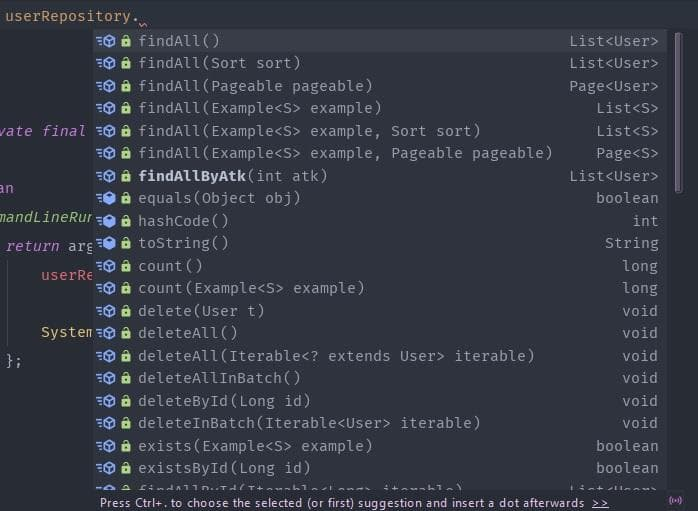 userRepository.
findAll() List<User>
findAll(Sort sort) List<User>
findAll(Pageable pageable) Page<User>
findAll(Example<S> example) List<S>
vate final findAll(Example<S> example, Sort sort) List<S>
findAll(Example<S> example, Pageable pageable) Page<S>
findAllByAtk(int atk) List<User>
an equals(Object obj) boolean
mandLineRun hashCode() int
return arg toString() String
count() long
userRe count(Example<S> example) long
delete(User t) void
System deleteAll() void
}; deleteAll(Iterable<? extends User> iterable) void
deleteAllInBatch() void
deleteById(Long id) void
deleteInBatch(Iterable<User> iterable) void
exists(Example<S> example) boolean
existsById(Long id) boolean
findAllById(Iterable<Long> iterable) List<User>
Press Ctrl+. to choose the selected (or first) suggestion and insert a dot afterwards >>